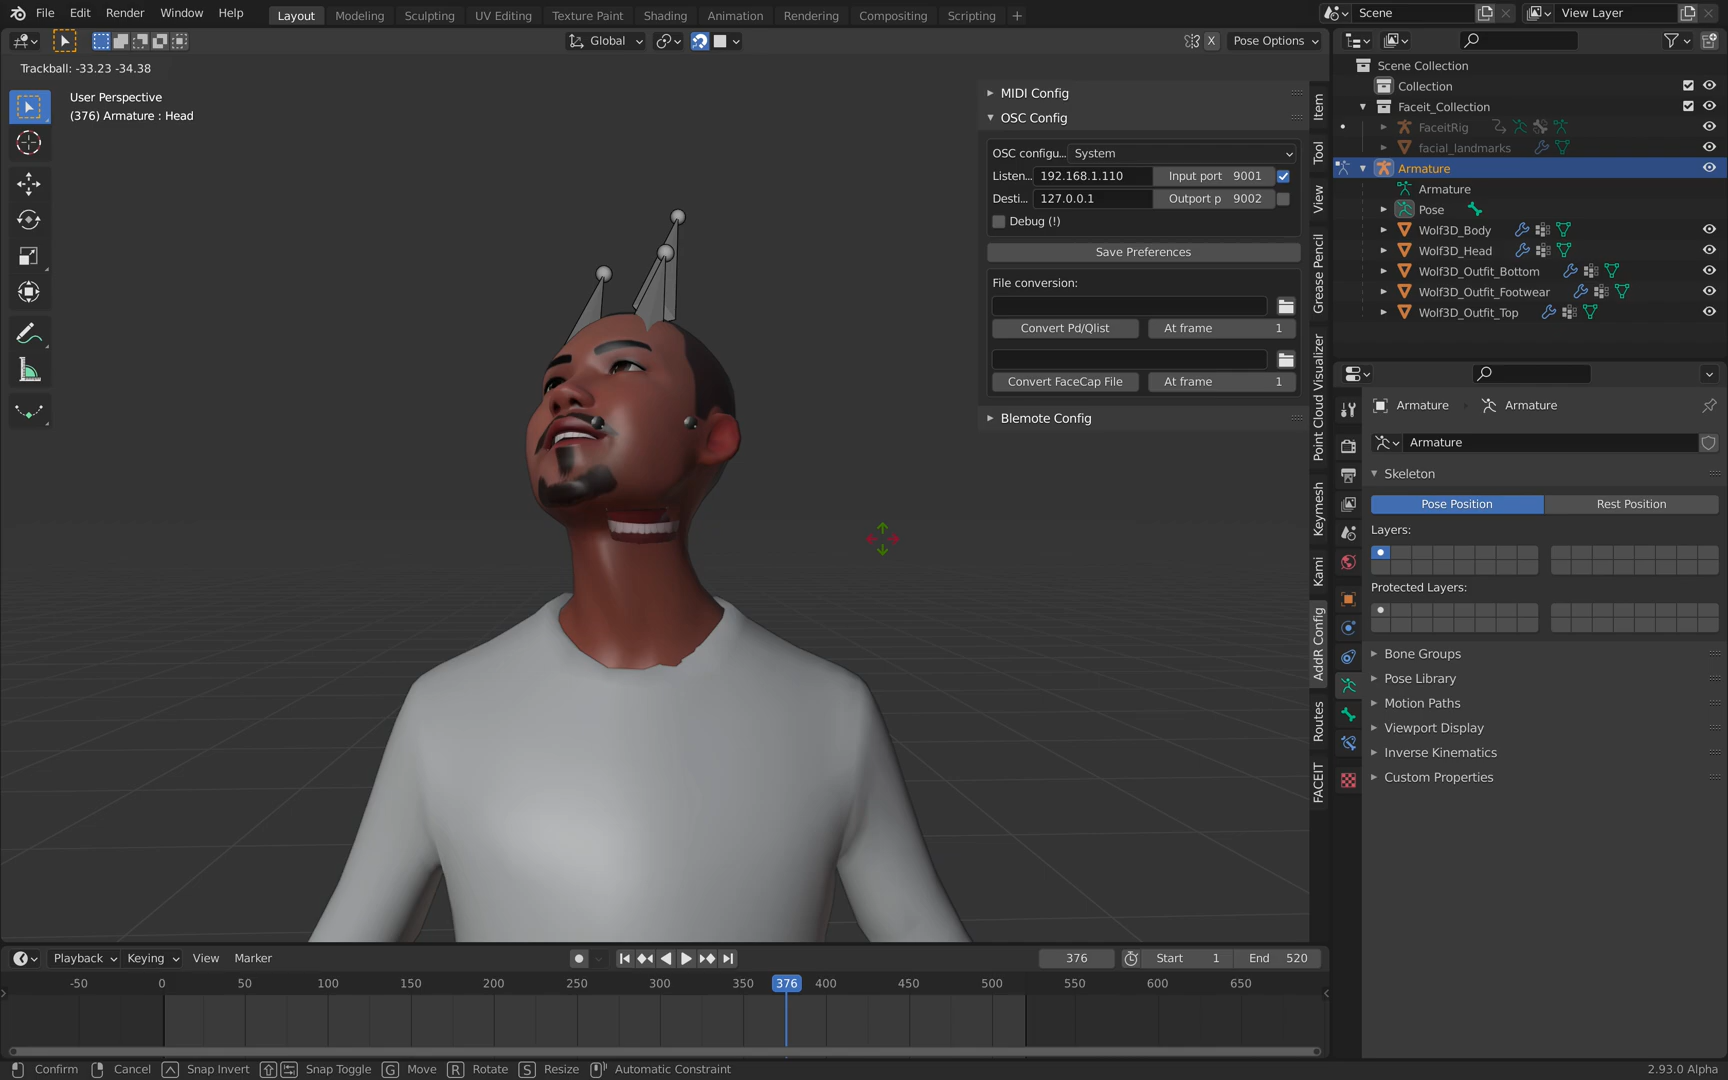 File Edit Render Window Help Layout Modeling Sculpting UV Editing Texture Paint Shading Animation Rendering Compositing Scripting + Scene View Layer
Global X Pose Options
Trackball: -33.23 -34.38
User Perspective
(376) Armature : Head
MIDI Config
OSC Config
OSC configu... System
Listen... 192.168.1.110 Input port 9001
Desti... 127.0.0.1 Outport p 9002
Debug (!)
Save Preferences
File conversion:
Convert Pd/Qlist At frame 1
Convert FaceCap File At frame 1
Blemote Config
Item
Tool
View
Grease Pencil
Point Cloud Visualizer
Keymesh
Kami
AddR Config
Routes
FACEIT
Scene Collection
Collection
Faceit_Collection
FaceitRig
facial_landmarks
Armature
Armature
Pose
Wolf3D_Body
Wolf3D_Head
Wolf3D_Outfit_Bottom
Wolf3D_Outfit_Footwear
Wolf3D_Outfit_Top
Armature Armature
Armature
Skeleton
Pose Position Rest Position
Layers:
Protected Layers:
Bone Groups
Pose Library
Motion Paths
Viewport Display
Inverse Kinematics
Custom Properties
Playback Keying View Marker 376 Start 1 End 520
-50 0 50 100 150 200 250 300 350 376 400 450 500 550 600 650
Confirm Cancel Snap Invert Snap Toggle G Move R Rotate S Resize Automatic Constraint 2.93.0 Alpha